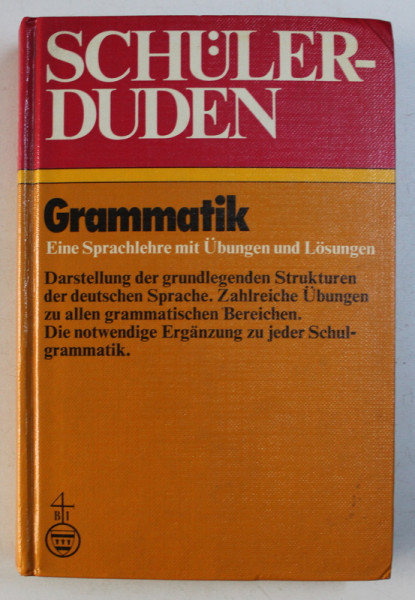 SCHÜLER-
DUDEN
Grammatik
Eine Sprachlehre mit Übungen und Lösungen
Darstellung der grundlegenden Strukturen
der deutschen Sprache. Zahlreiche Übungen
zu allen grammatischen Bereichen.
Die notwendige Ergänzung zu jeder Schul-
grammatik.
B I